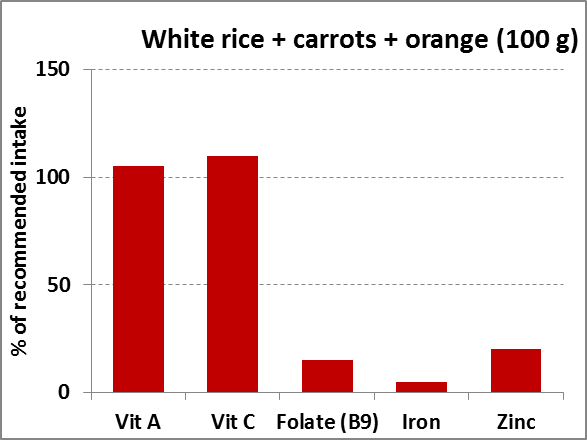 White rice + carrots + orange (100 g)
% of recommended intake
150
100
50
0
Vit A Vit C Folate (B9) Iron Zinc